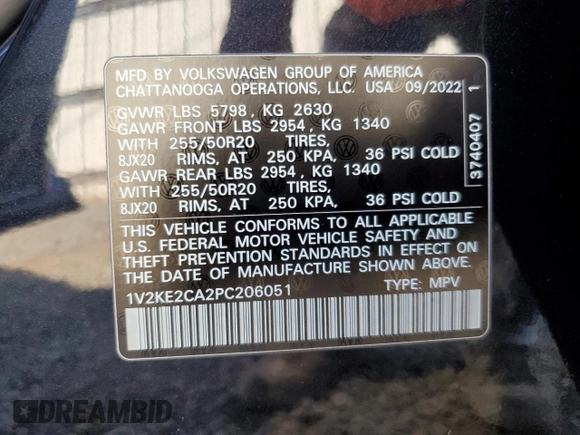 MFD. BY VOLKSWAGEN GROUP OF AMERICA
CHATTANOOGA OPERATIONS, LLC. USA 09/2022
GVWR LBS 5798, KG 2630
GAWR FRONT LBS 2954, KG 1340
WITH 255/50R20 TIRES,
8JX20 RIMS, AT 250 KPA, 36 PSI COLD
GAWR REAR LBS 2954, KG 1340
WITH 255/50R20 TIRES,
8JX20 RIMS, AT 250 KPA, 36 PSI COLD
THIS VEHICLE CONFORMS TO ALL APPLICABLE
U.S. FEDERAL MOTOR VEHICLE SAFETY AND
THEFT PREVENTION STANDARDS IN EFFECT ON
THE DATE OF MANUFACTURE SHOWN ABOVE.
1V2KE2CA2PC206051 TYPE: MPV
3740407 1
DREAMBID